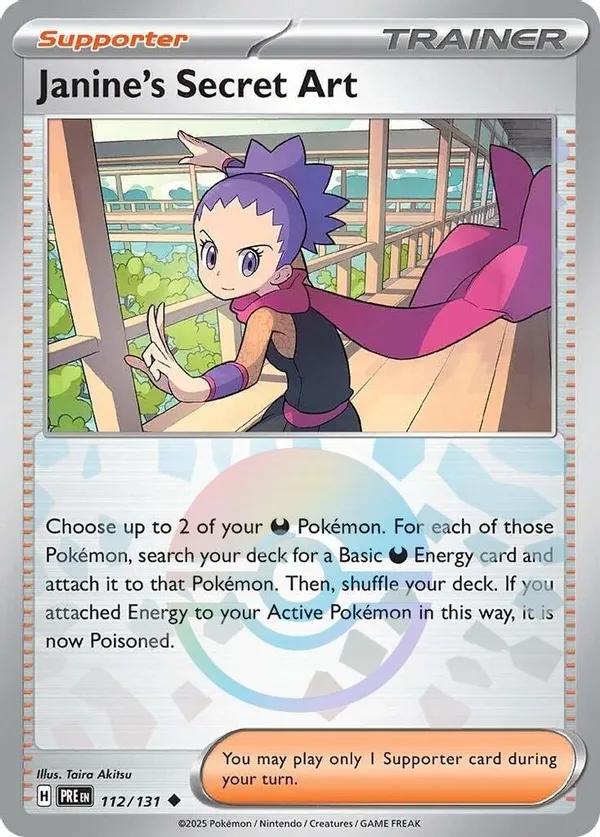 Supporter TRAINER
Janine's Secret Art
Choose up to 2 of your Pokémon. For each of those
Pokémon, search your deck for a Basic Energy card and
attach it to that Pokémon. Then, shuffle your deck. If you
attached Energy to your Active Pokémon in this way, it is
now Poisoned.
You may play only 1 Supporter card during
your turn.
Illus. Taira Akitsu
H PRE EN 112/131
©2025 Pokémon / Nintendo / Creatures / GAME FREAK